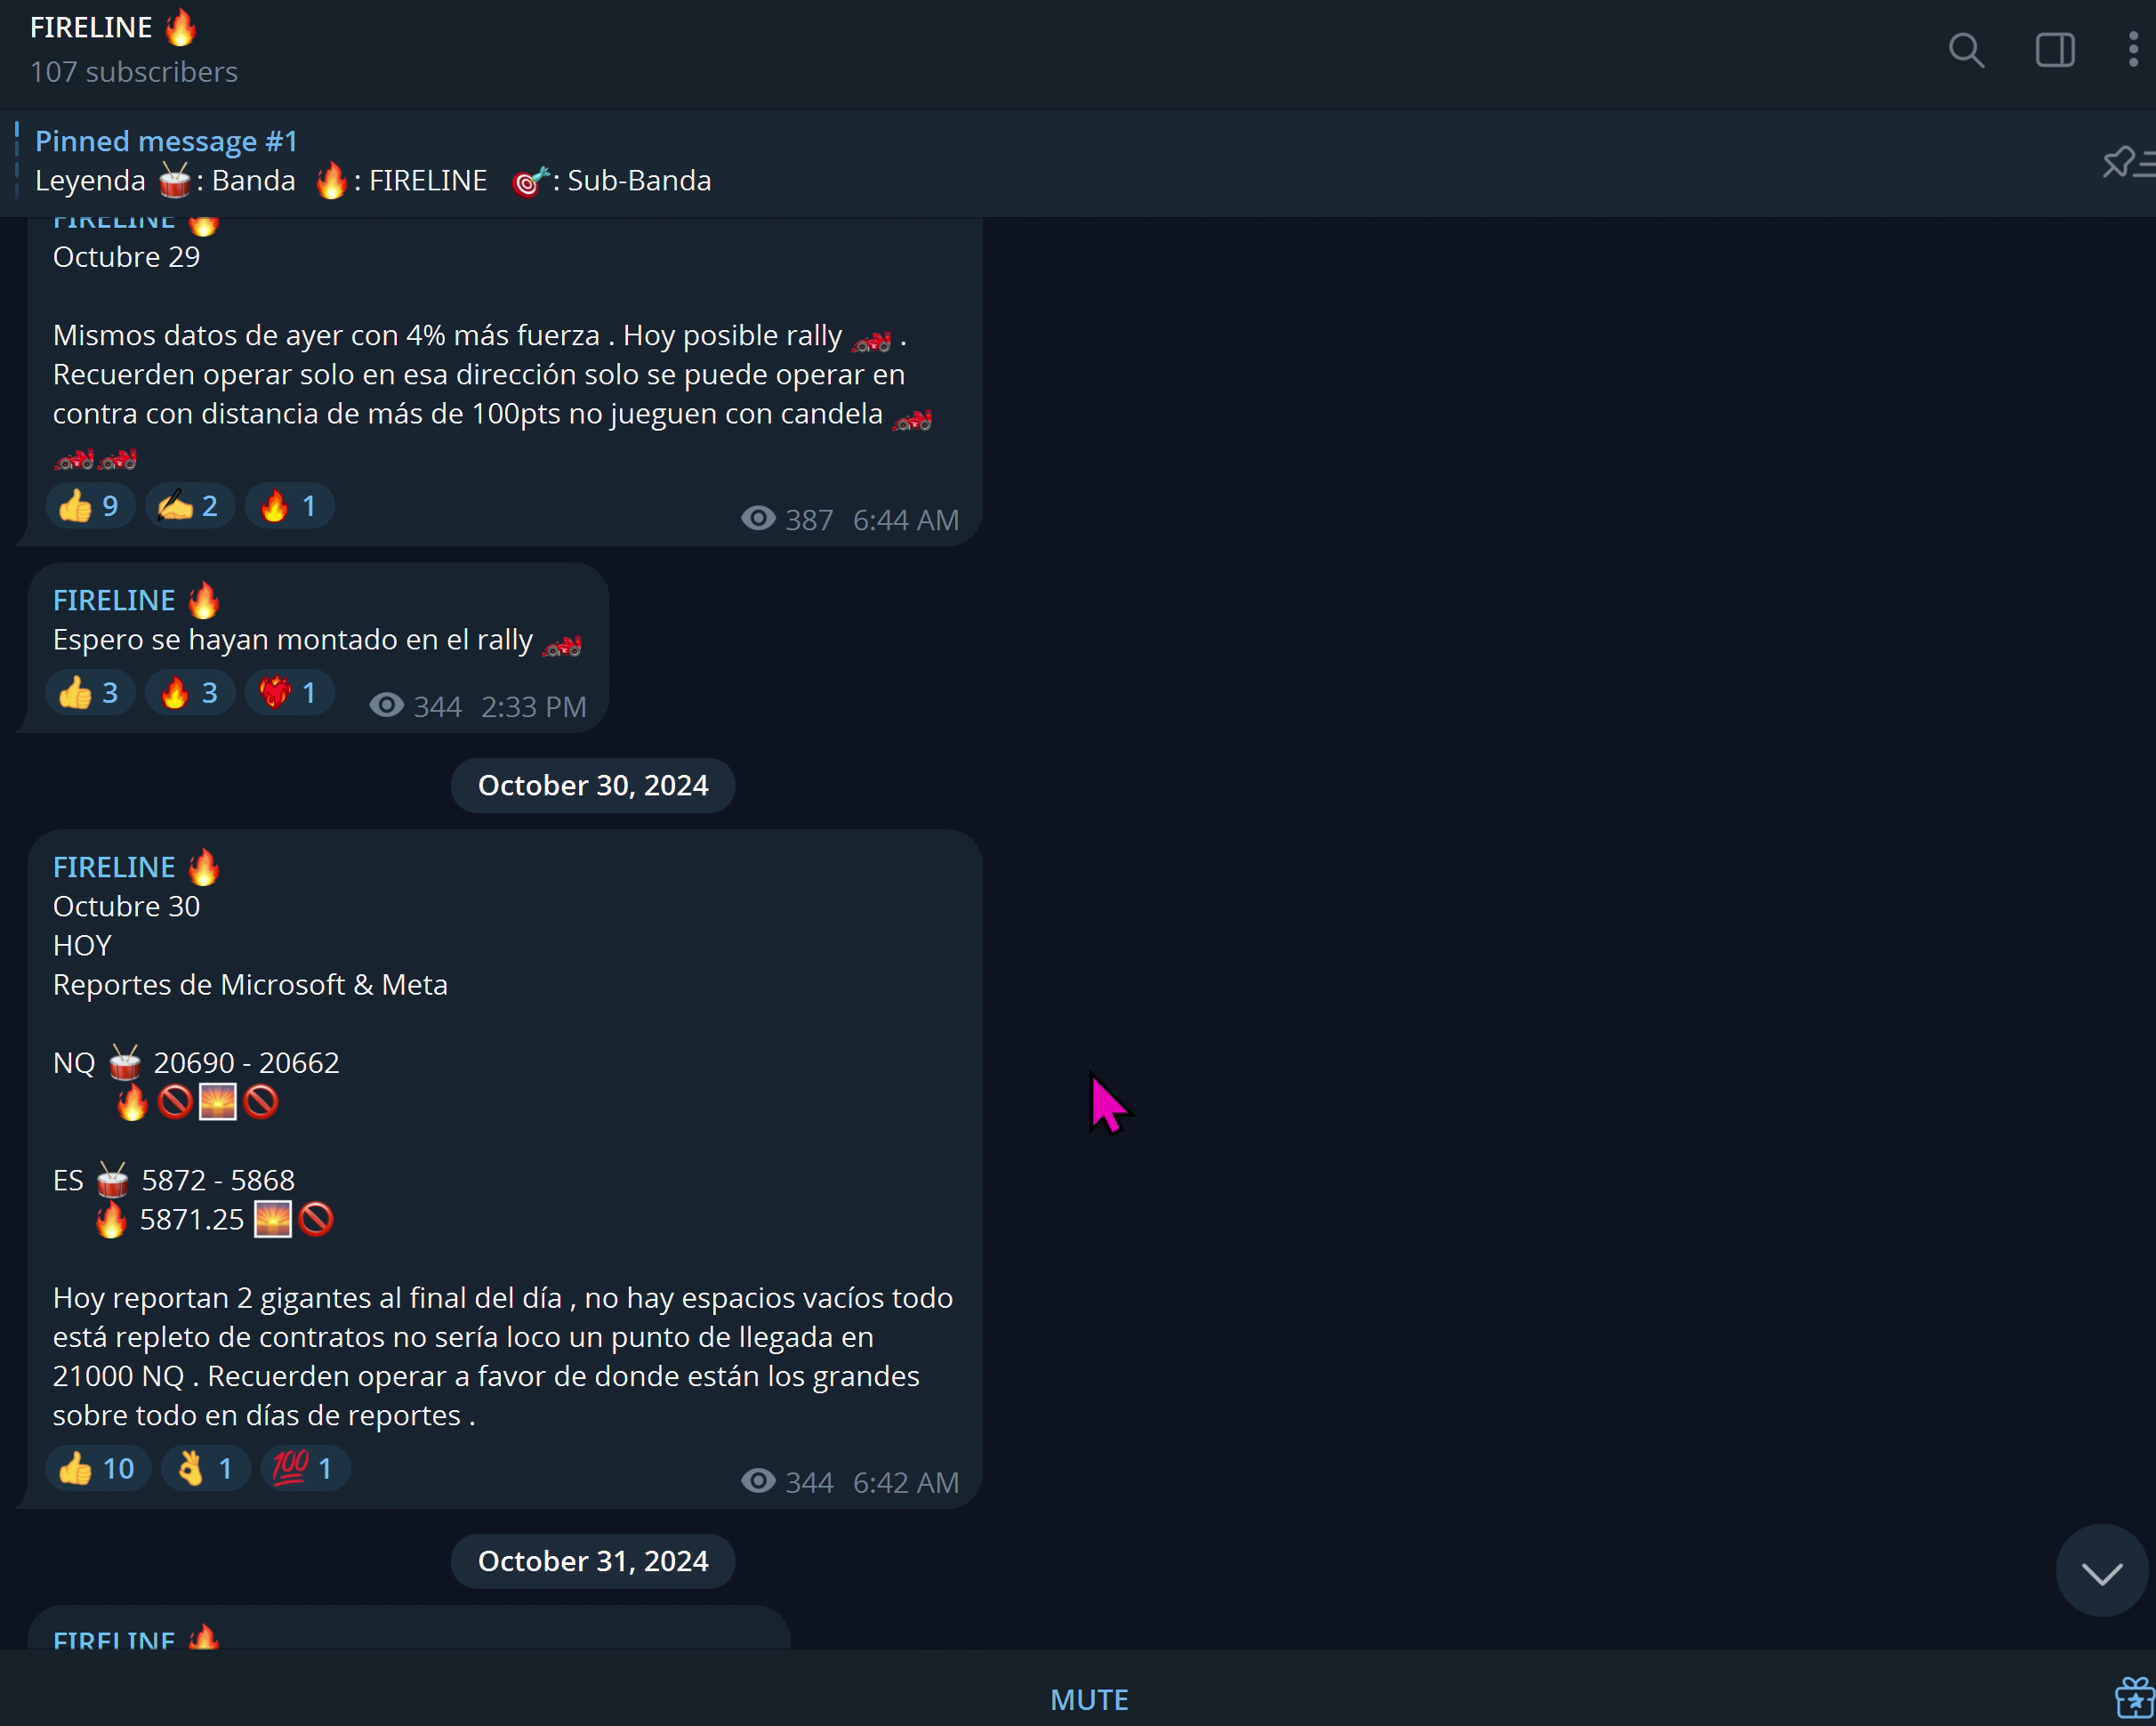 FIRELINE 🔥
107 subscribers
Pinned message #1
Leyenda 🥁: Banda 🔥: FIRELINE 🎯: Sub-Banda
FIRELINE 🔥
Octubre 29
Mismos datos de ayer con 4% más fuerza . Hoy posible rally 🏎️ .
Recuerden operar solo en esa dirección solo se puede operar en
contra con distancia de más de 100pts no jueguen con candela 🏎️
🏎️🏎️
👍 9 ✍️ 2 🔥 1
387 6:44 AM
FIRELINE 🔥
Espero se hayan montado en el rally 🏎️
👍 3 🔥 3 ❤️‍🔥 1
344 2:33 PM
October 30, 2024
FIRELINE 🔥
Octubre 30
HOY
Reportes de Microsoft & Meta
NQ 🥁 20690 - 20662
🔥🚫🌅🚫
ES 🥁 5872 - 5868
🔥 5871.25 🌅🚫
Hoy reportan 2 gigantes al final del día , no hay espacios vacíos todo
está repleto de contratos no sería loco un punto de llegada en
21000 NQ . Recuerden operar a favor de donde están los grandes
sobre todo en días de reportes .
👍 10 👌 1 💯 1
344 6:42 AM
October 31, 2024
FIRELINE 🔥
MUTE